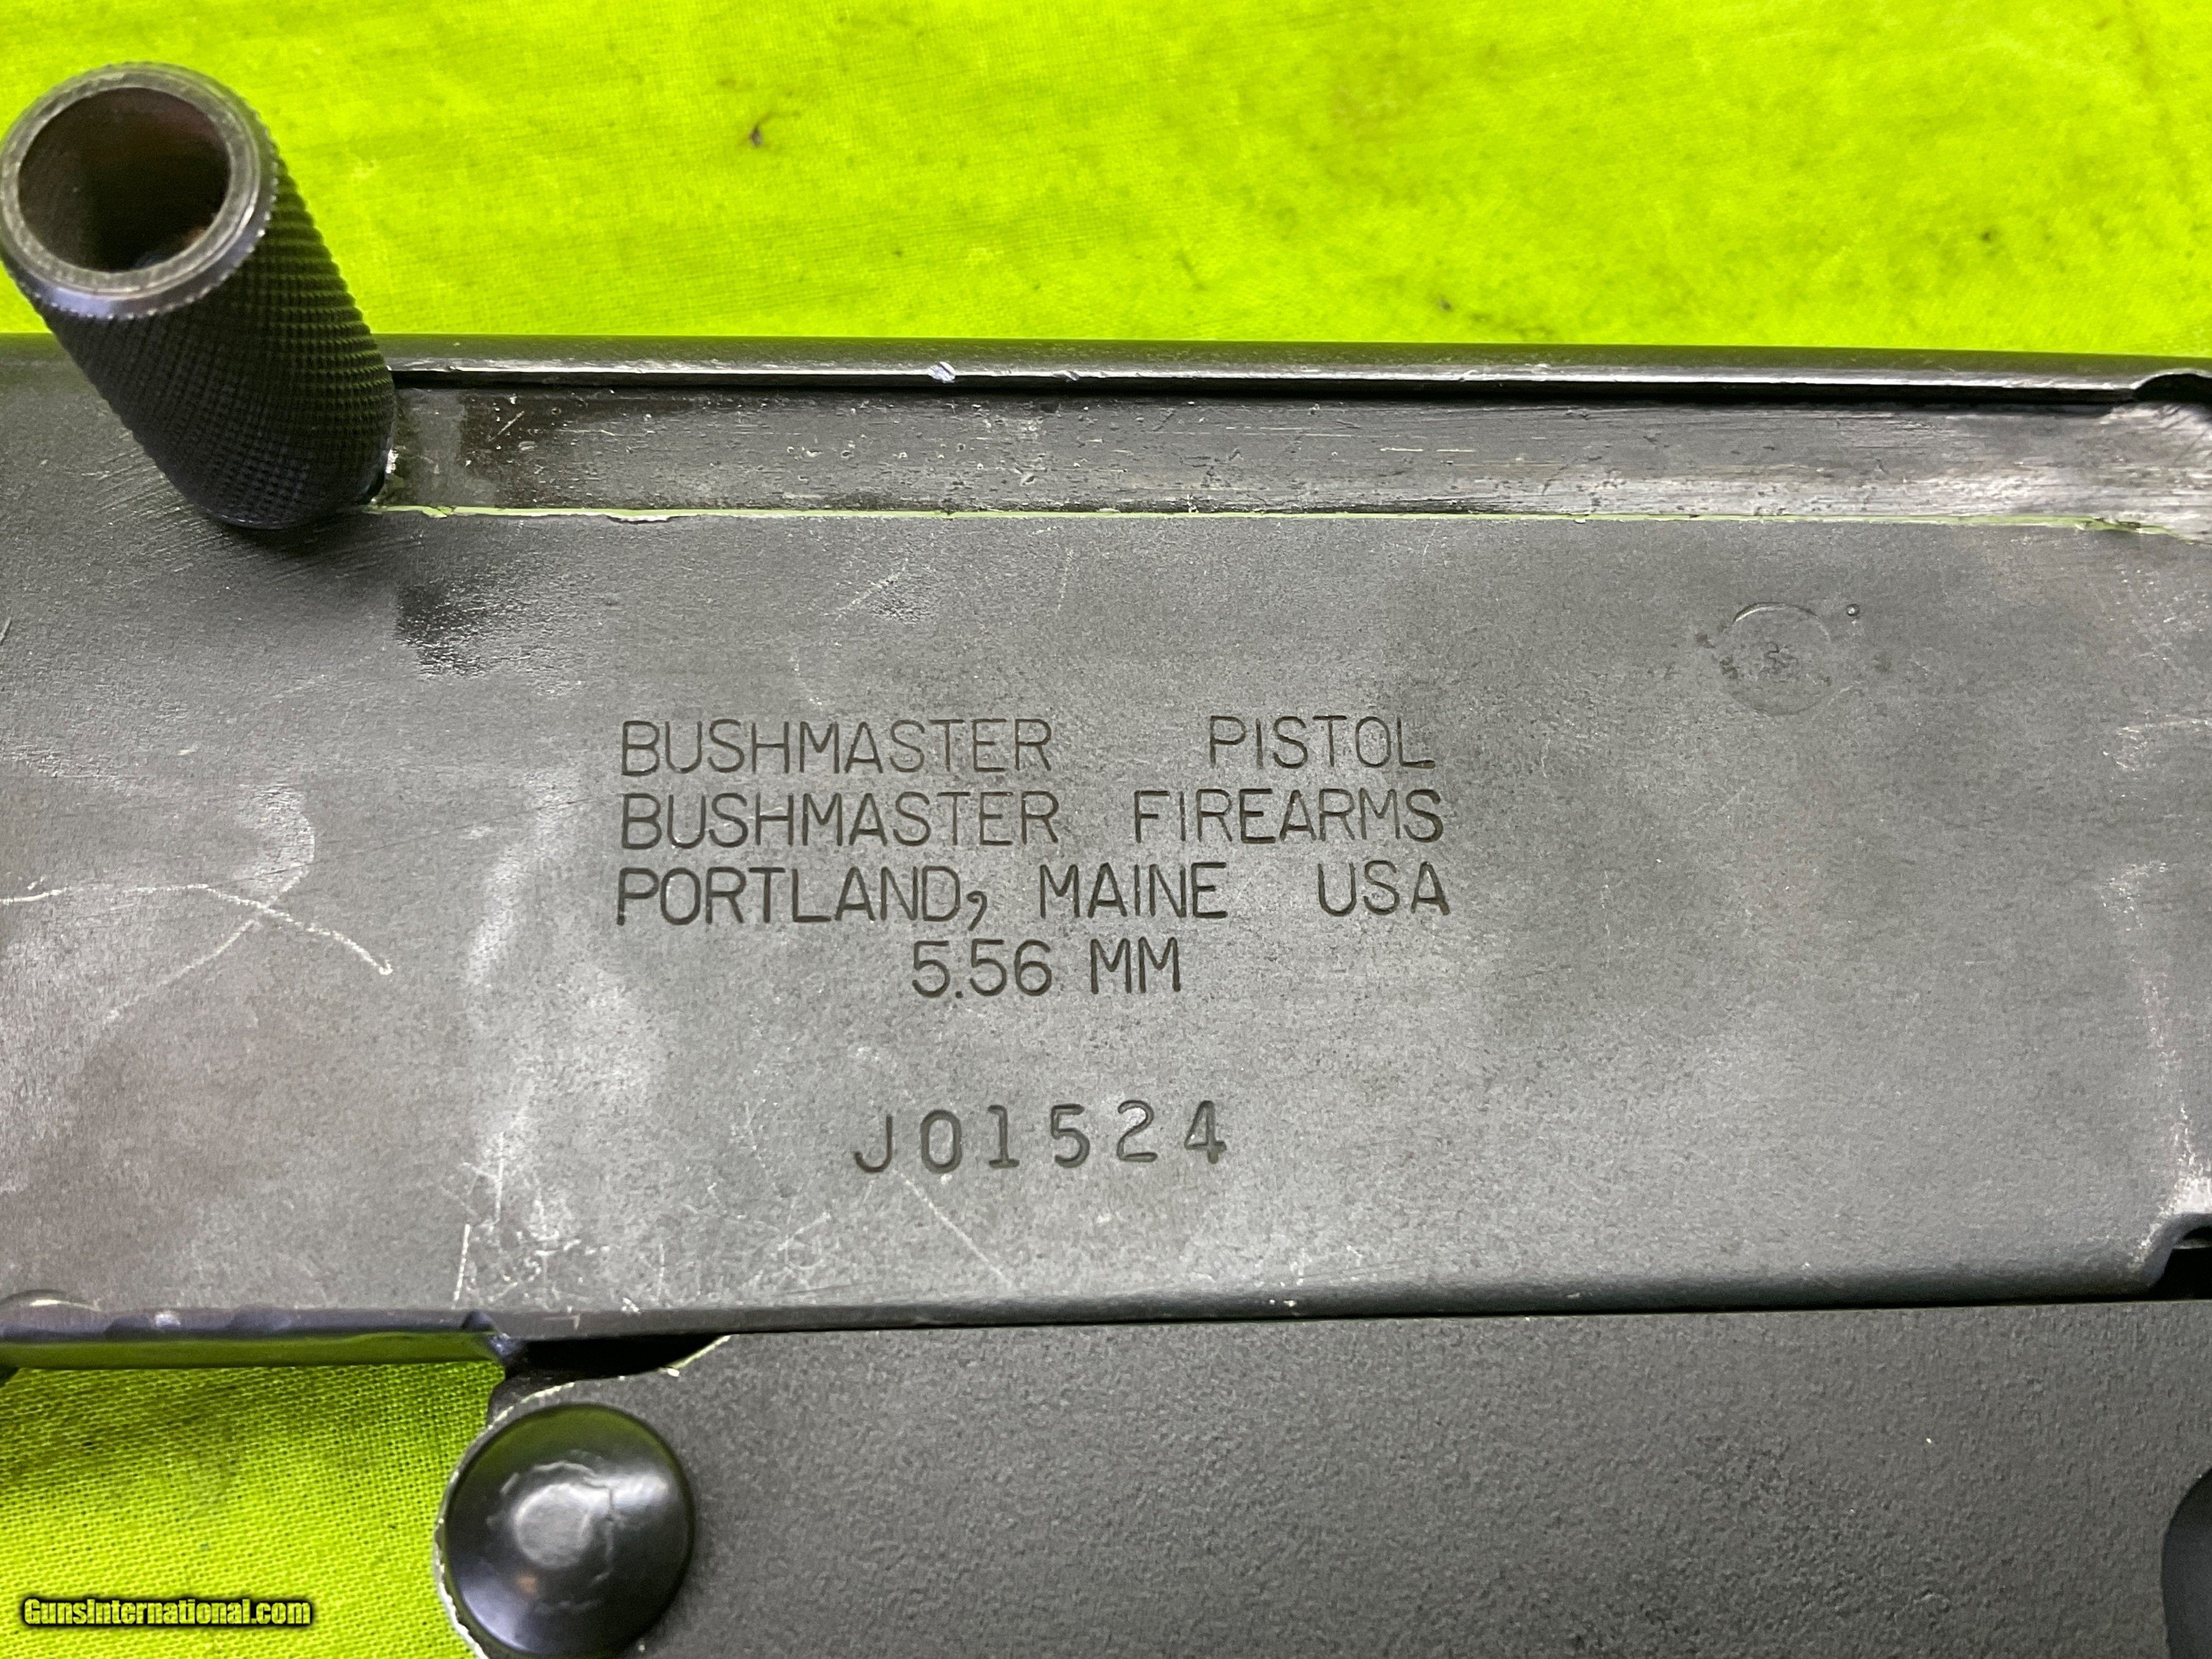 BUSHMASTER PISTOL
BUSHMASTER FIREARMS
PORTLAND, MAINE USA
5.56 MM
J01524
GunsInternational.com